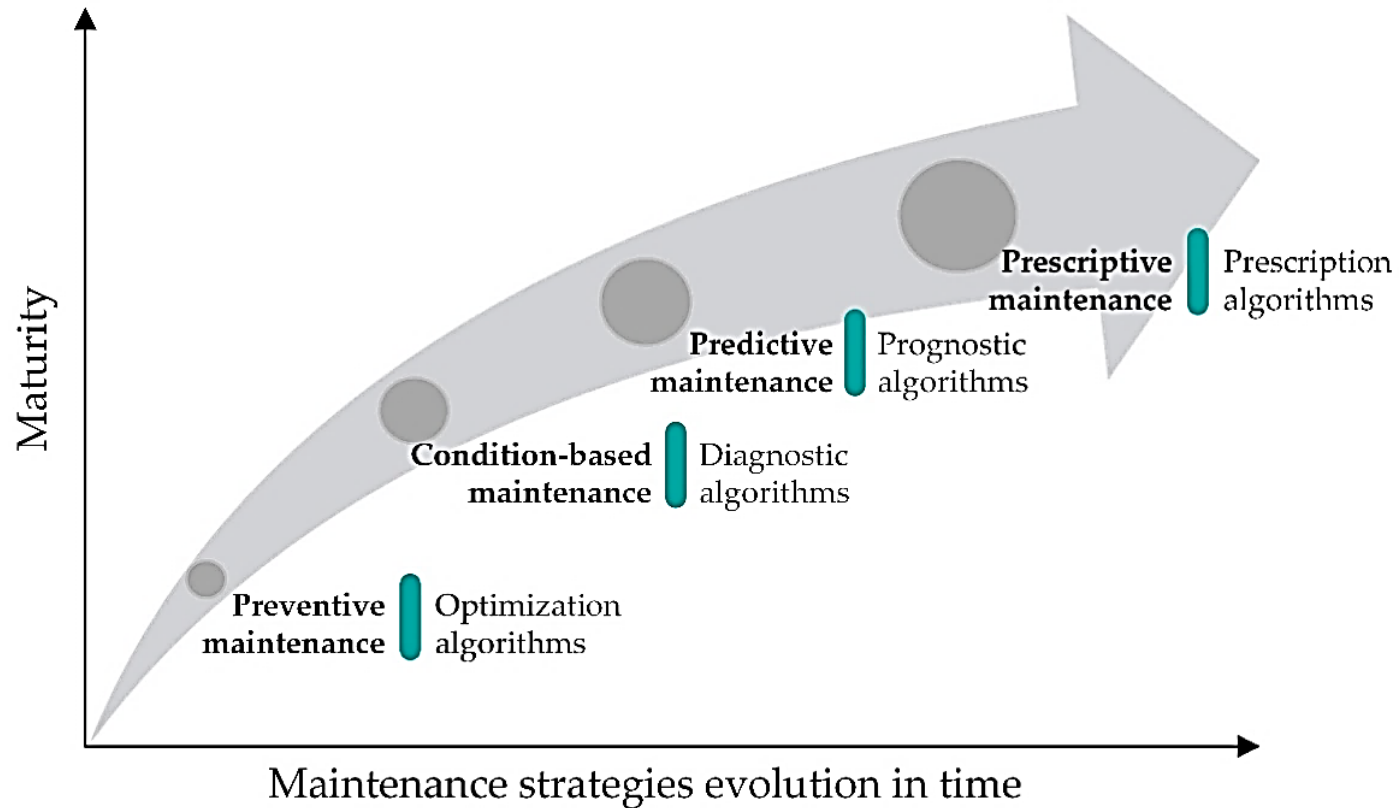 Maturity
Prescriptive
maintenance
Prescription
algorithms
Predictive
maintenance
Prognostic
algorithms
Condition-based
maintenance
Diagnostic
algorithms
Preventive
maintenance
Optimization
algorithms
Maintenance strategies evolution in time